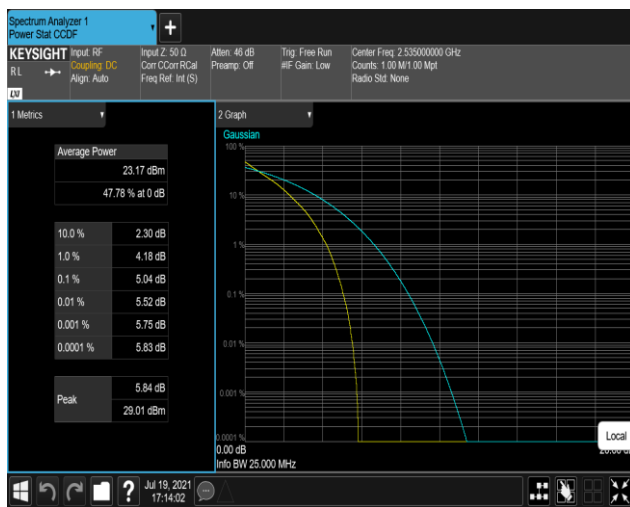 Spectrum Analyzer 1
Power Stat CCDF
+
KEYSIGHT
R L
LXI
Input: RF
Coupling: DC
Align: Auto
Input Z: 50 Ω
Corr CCorr RCal
Freq Ref: Int (S)
Atten: 46 dB
Preamp: Off
Trig: Free Run
#IF Gain: Low
Center Freq: 2.535000000 GHz
Counts: 1.00 M/1.00 Mpt
Radio Std: None
1 Metrics
Average Power
23.17 dBm
47.78 % at 0 dB
10.0 % 2.30 dB
1.0 % 4.18 dB
0.1 % 5.04 dB
0.01 % 5.52 dB
0.001 % 5.75 dB
0.0001 % 5.83 dB
Peak
5.84 dB
29.01 dBm
2 Graph
Gaussian
100 %
10 %
1 %
0.1 %
0.01 %
0.001 %
0.0001 %
0.00 dB
Info BW 25.000 MHz
Local
?
Jul 19, 2021
17:14:02